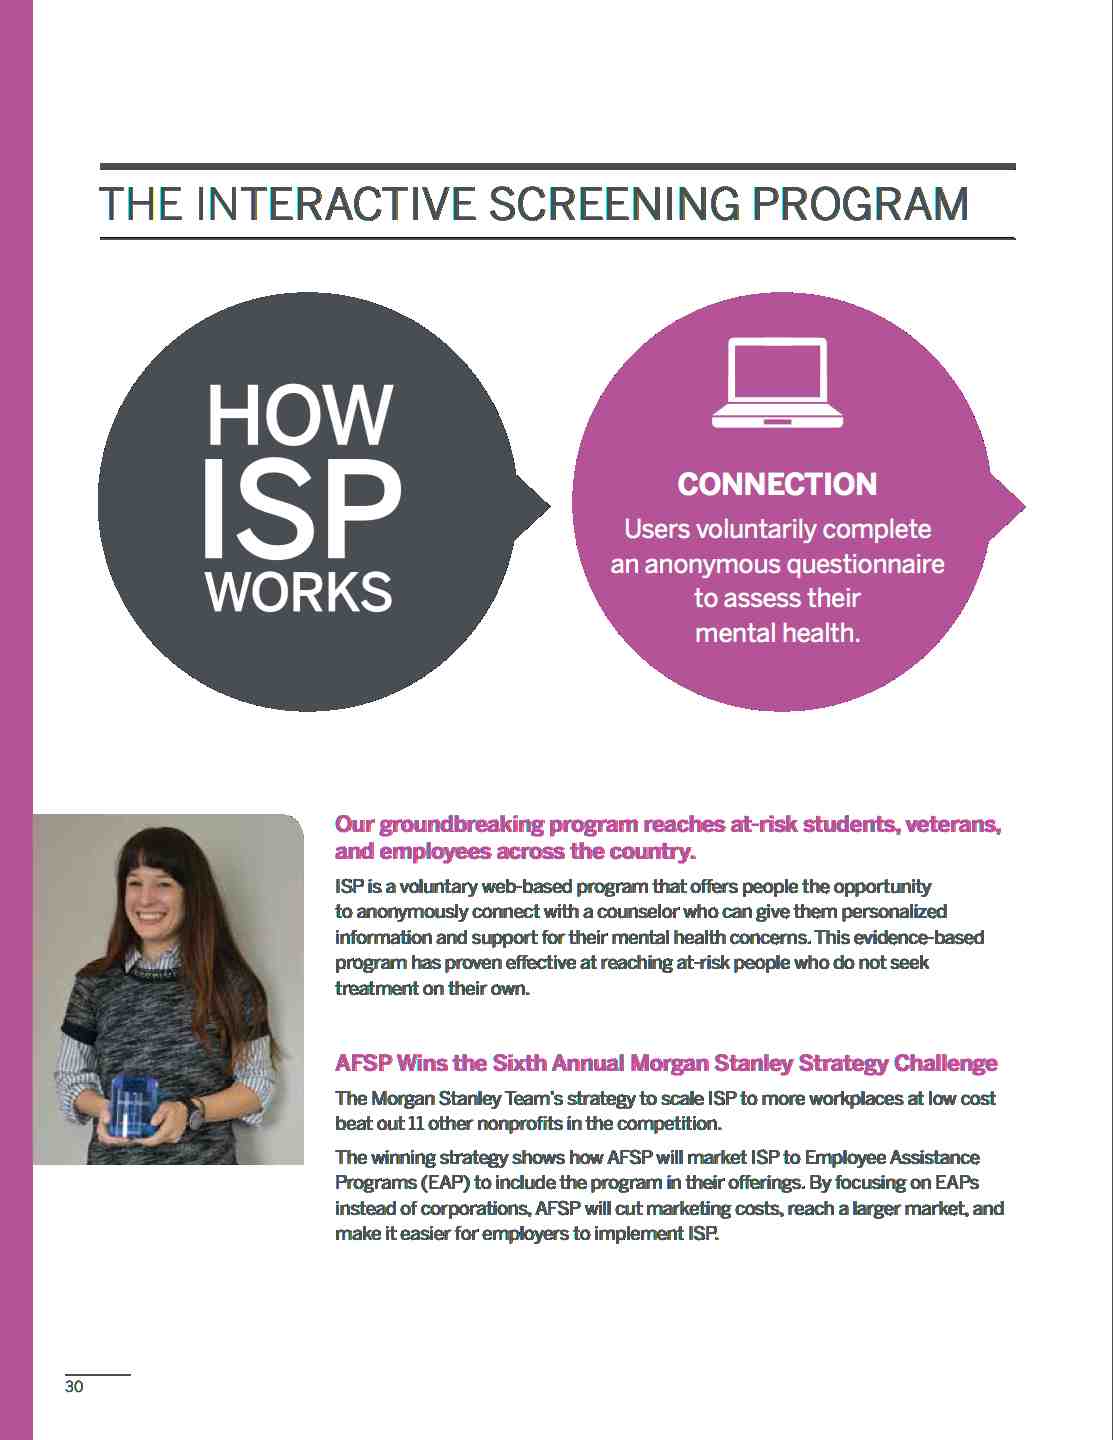 THE INTERACTIVE SCREENING PROGRAM
HOW
ISP
WORKS
CONNECTION
Users voluntarily complete
an anonymous questionnaire
to assess their
mental health.
Our groundbreaking program reaches at-risk students, veterans,
and employees across the country.
ISP is a voluntary web-based program that offers people the opportunity
to anonymously connect with a counselor who can give them personalized
information and support for their mental health concerns. This evidence-based
program has proven effective at reaching at-risk people who do not seek
treatment on their own.
AFSP Wins the Sixth Annual Morgan Stanley Strategy Challenge
The Morgan Stanley Team's strategy to scale ISP to more workplaces at low cost
beat out 11 other nonprofits in the competition.
The winning strategy shows how AFSP will market ISP to Employee Assistance
Programs (EAP) to include the program in their offerings. By focusing on EAPs
instead of corporations, AFSP will cut marketing costs, reach a larger market, and
make it easier for employers to implement ISP.
30